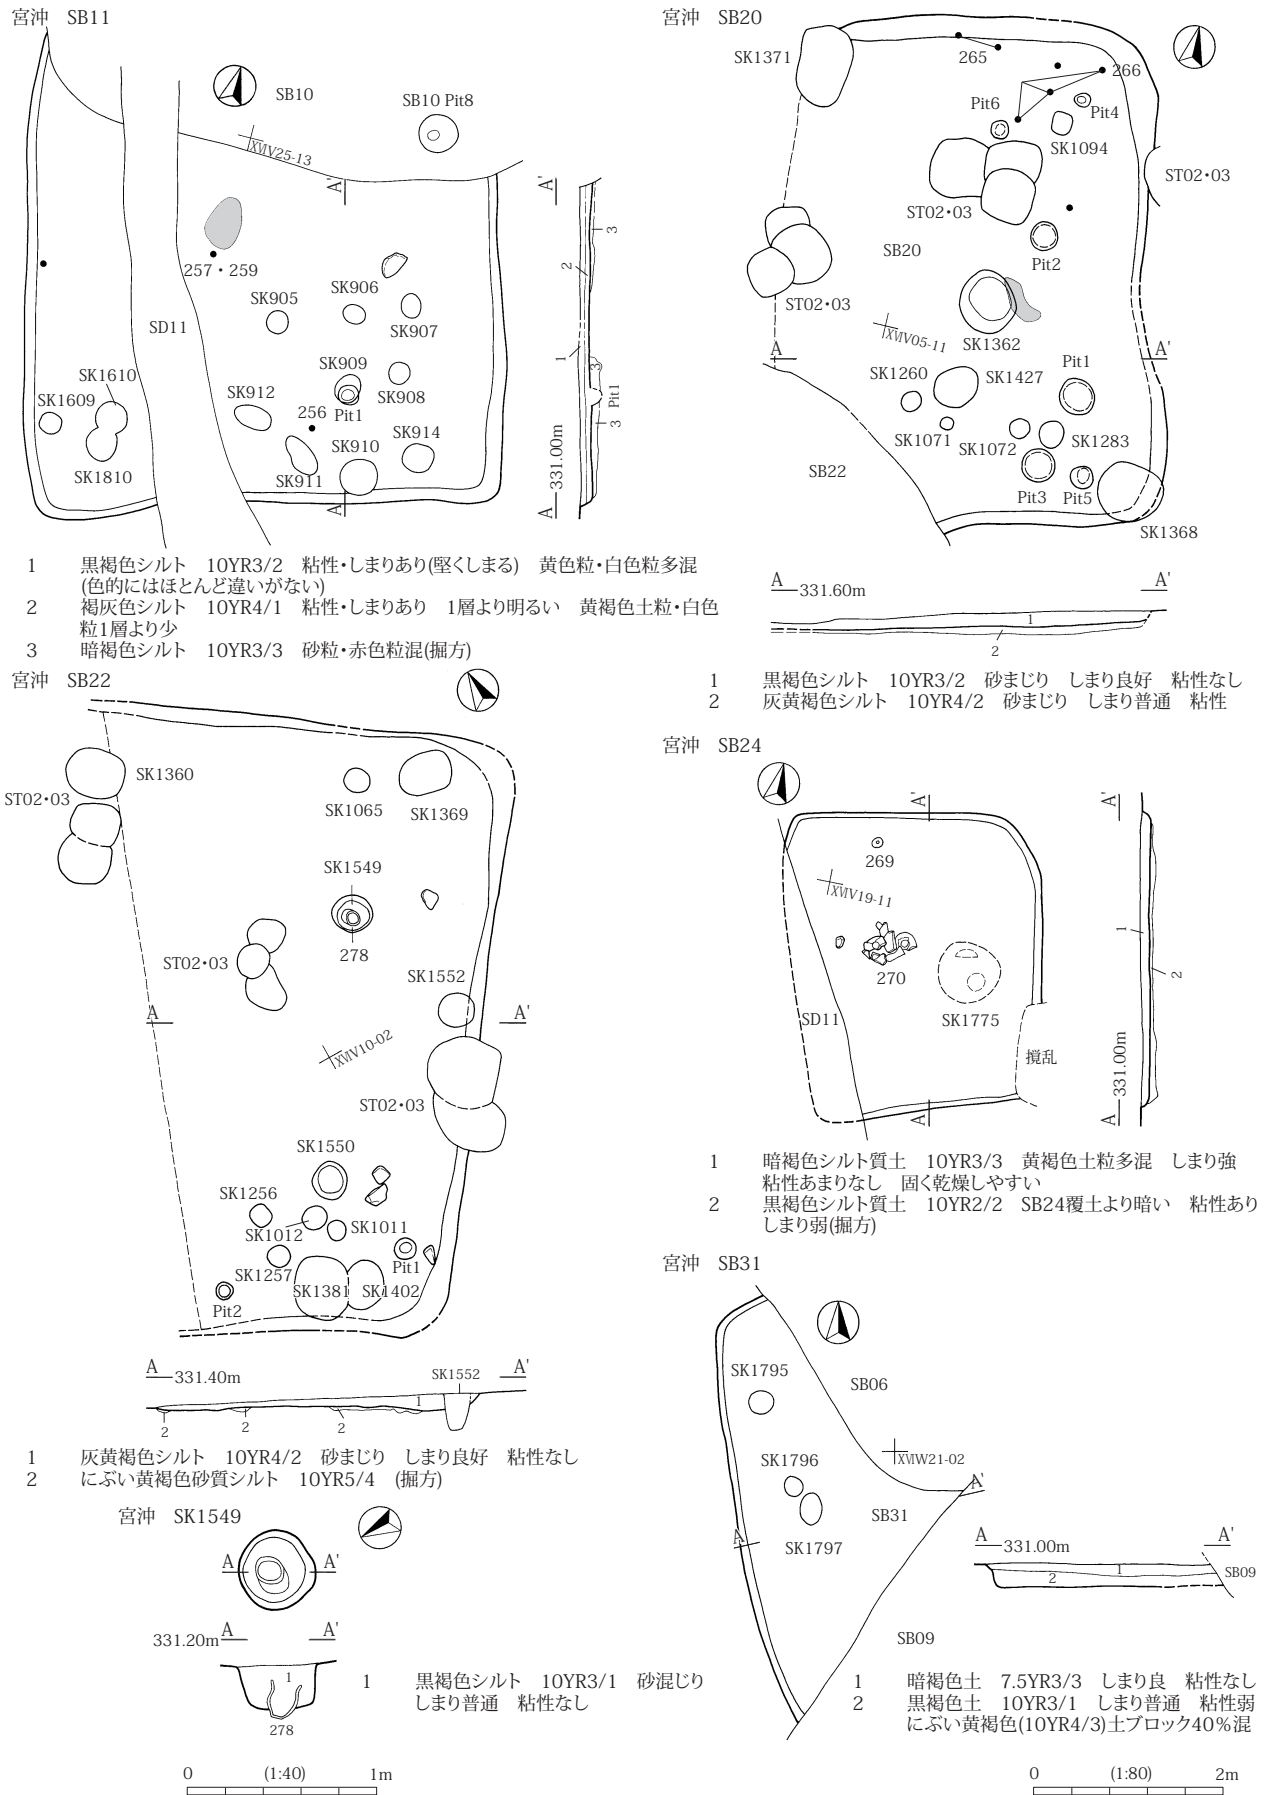 宮沖　SB11
SB10
SB10 Pit8
ⅩⅧV25-13
A'
A'
257・259
SK905
SK906
SK907
SD11
SK909
SK908
SK1610
SK1609
SK912
256
Pit1
SK914
SK910
SK1810
SK911
A
3
2
1
3
Pit1
3
A
331.00m
1　黒褐色シルト　10YR3/2　粘性・しまりあり(堅くしまる)　黄色粒・白色粒多混
(色的にはほとんど違いがない)
2　褐灰色シルト　10YR4/1　粘性・しまりあり　1層より明るい　黄褐色土粒・白色
粒1層より少
3　暗褐色シルト　10YR3/3　砂粒・赤色粒混(掘方)
宮沖　SB20
SK1371
265
266
Pit6
Pit4
SK1094
ST02・03
ST02・03
Pit2
SB20
ST02・03
ⅩⅧV05-11
SK1362
A
A'
SK1260
SK1427
Pit1
SK1071
SK1072
SK1283
SB22
Pit3
Pit5
SK1368
A
331.60m
A'
1
2
1　黒褐色シルト　10YR3/2　砂まじり　しまり良好　粘性なし
2　灰黄褐色シルト　10YR4/2　砂まじり　しまり普通　粘性
宮沖　SB22
SK1360
ST02・03
SK1065
SK1369
SK1549
278
ST02・03
SK1552
A
A'
ⅩⅧV10-02
ST02・03
SK1550
SK1256
SK1012
SK1011
SK1257
Pit1
SK1381
SK1402
Pit2
A
331.40m
SK1552
A'
1
2
2
2
1　灰黄褐色シルト　10YR4/2　砂まじり　しまり良好　粘性なし
2　にぶい黄褐色砂質シルト　10YR5/4　(掘方)
宮沖　SK1549
A
A'
331.20m
A
A'
1
278
1　黒褐色シルト　10YR3/1　砂混じり
しまり普通　粘性なし
0　(1:40)　1m
宮沖　SB24
A'
A'
269
ⅩⅧV19-11
270
SD11
SK1775
撹乱
A
1
2
A
331.00m
1　暗褐色シルト質土　10YR3/3　黄褐色土粒多混　しまり強
粘性あまりなし　固く乾燥しやすい
2　黒褐色シルト質土　10YR2/2　SB24覆土より暗い　粘性あり
しまり弱(掘方)
宮沖　SB31
SK1795
SB06
SK1796
ⅩⅧW21-02
A'
SB31
A
SK1797
SB09
A
331.00m
A'
1
2
SB09
1　暗褐色土　7.5YR3/3　しまり良　粘性なし
2　黒褐色土　10YR3/1　しまり普通　粘性弱
にぶい黄褐色(10YR4/3)土ブロック40%混
0　(1:80)　2m